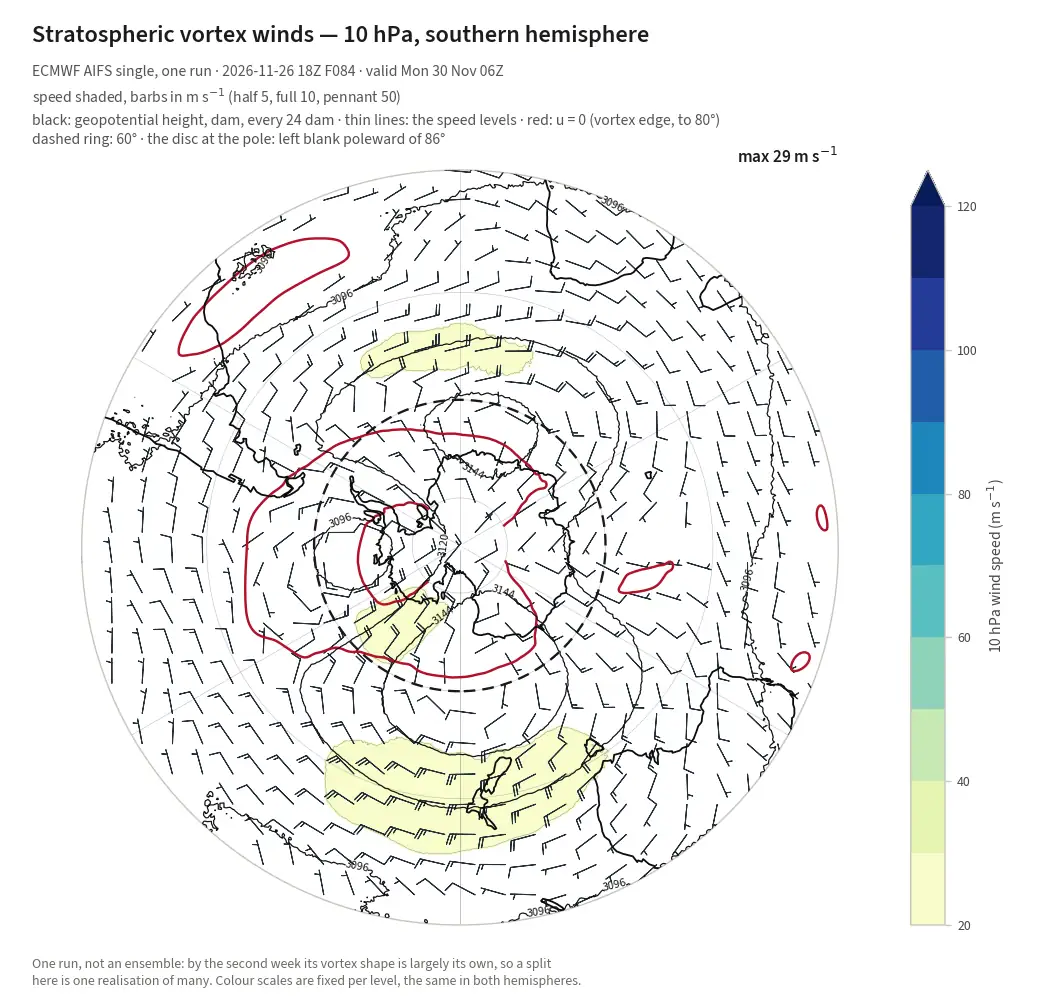 Stratospheric vortex winds — 10 hPa, southern hemisphere
ECMWF AIFS single, one run · 2026-11-26 18Z F084 · valid Mon 30 Nov 06Z
speed shaded, barbs in m s⁻¹ (half 5, full 10, pennant 50)
black: geopotential height, dam, every 24 dam · thin lines: the speed levels · red: u = 0 (vortex edge, to 80°)
dashed ring: 60° · the disc at the pole: left blank poleward of 86°
max 29 m s⁻¹
3096
3096
3096
3144
3096
3120
3096
3144
3144
3096
3096
3096
120
100
80
60
40
20
10 hPa wind speed (m s⁻¹)
One run, not an ensemble: by the second week its vortex shape is largely its own, so a split
here is one realisation of many. Colour scales are fixed per level, the same in both hemispheres.